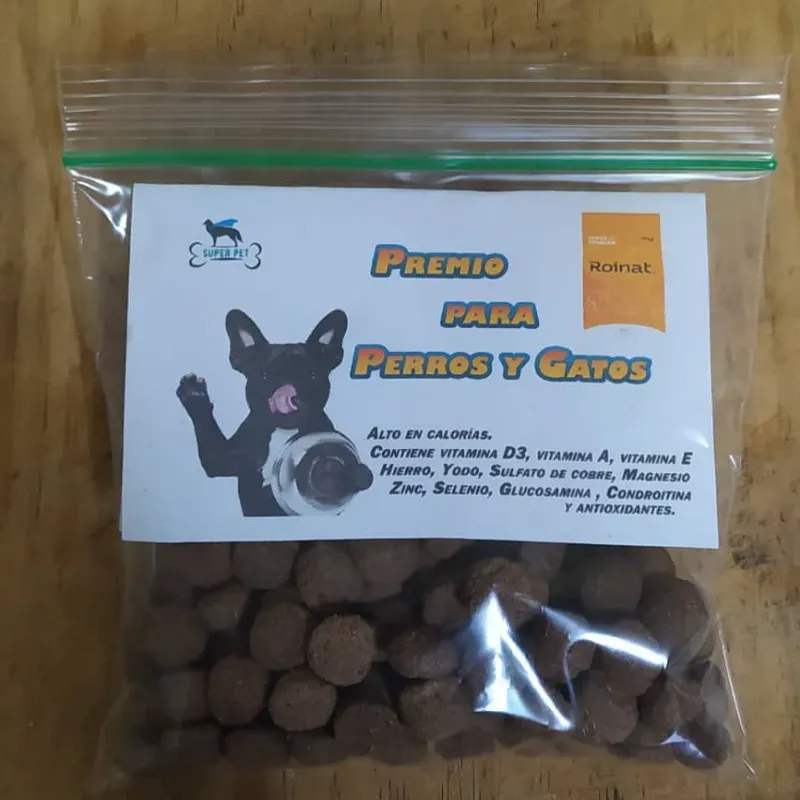 SUPER PET
PREMIO
PARA
PERROS Y GATOS
Roinat
ALTO EN CALORÍAS.
CONTIENE VITAMINA D3, VITAMINA A, VITAMINA E
HIERRO, YODO, SULFATO DE COBRE, MAGNESIO
ZINC, SELENIO, GLUCOSAMINA , CONDROITINA
Y ANTIOXIDANTES.